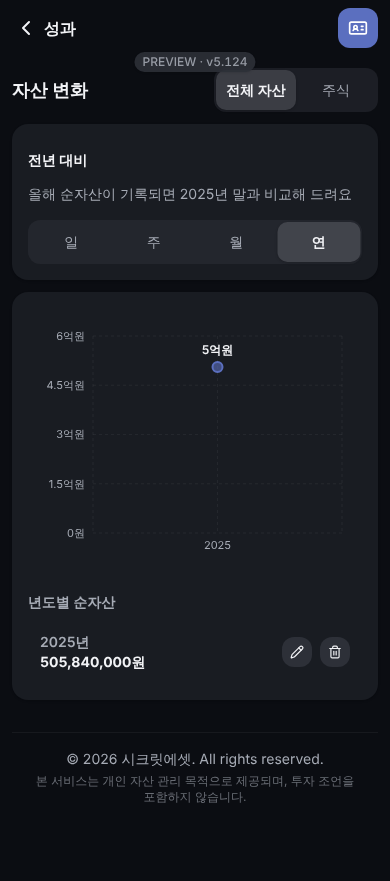 성과
PREVIEW · v5.124
자산 변화
전체 자산
주식
전년 대비
올해 순자산이 기록되면 2025년 말과 비교해 드려요
일
주
월
연
6억원
5억원
4.5억원
3억원
1.5억원
0원
2025
년도별 순자산
2025년
505,840,000원
© 2026 시크릿에셋. All rights reserved.
본 서비스는 개인 자산 관리 목적으로 제공되며, 투자 조언을
포함하지 않습니다.